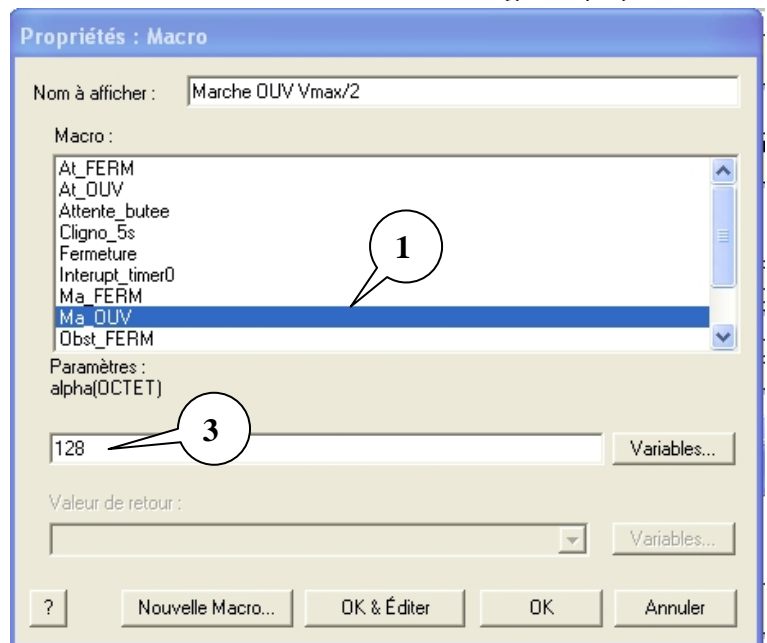 Propriétés : Macro
Nom à afficher : Marche OUV Vmax/2
Macro :
At_FERM
At_OUV
Attente_butee
Cligno_5s
Fermeture
Interupt_timer0
Ma_FERM
Ma_OUV
Obst_FERM
1
Paramètres :
alpha(OCTET)
3
128 Variables...
Valeur de retour :
Variables...
? Nouvelle Macro... OK & Éditer OK Annuler